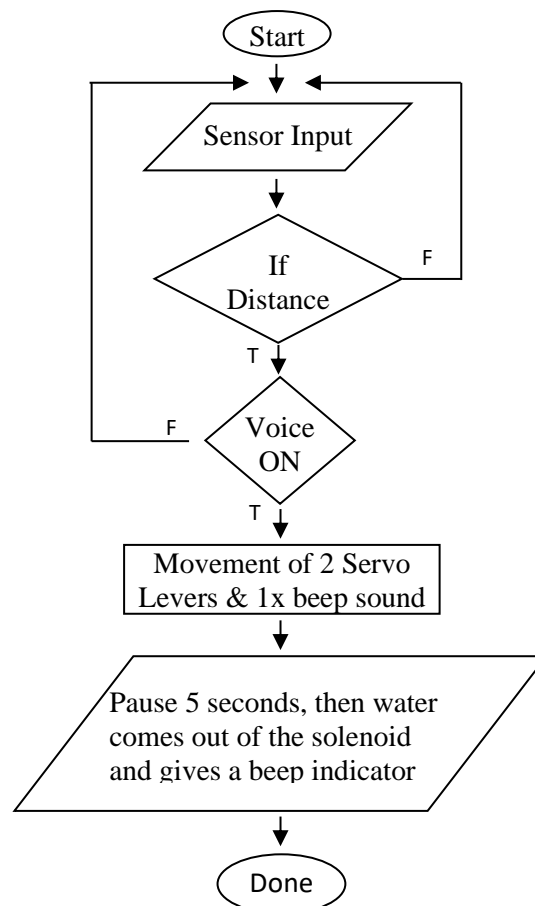 Start
Sensor Input
If
Distance
F
T
Voice
ON
F
T
Movement of 2 Servo
Levers & 1x beep sound
Pause 5 seconds, then water
comes out of the solenoid
and gives a beep indicator
Done